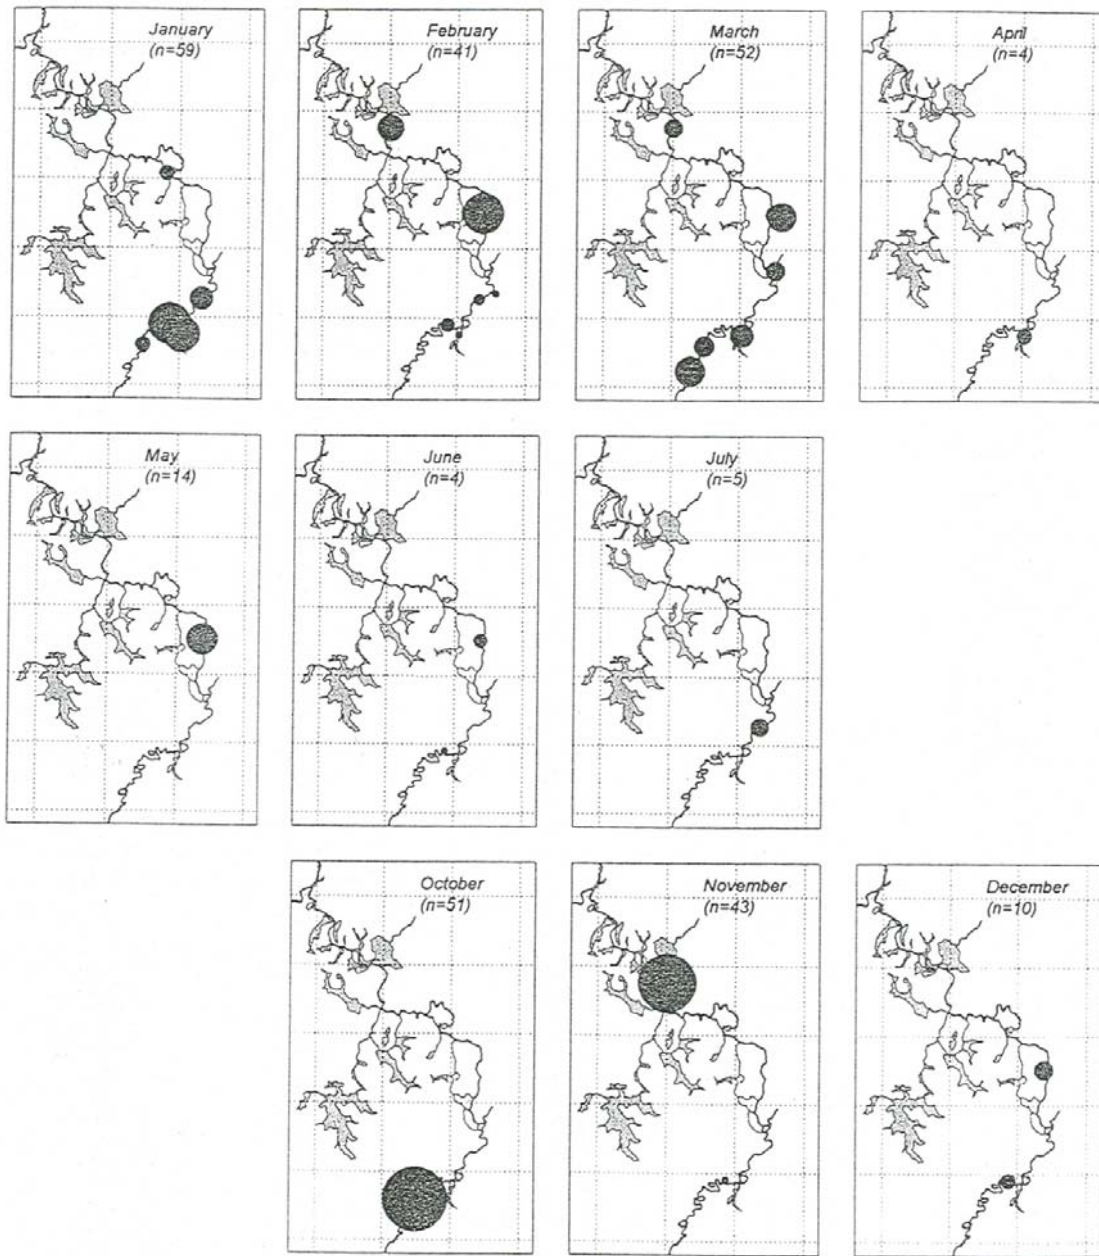 January
(n=59)
February
(n=41)
March
(n=52)
April
(n=4)
May
(n=14)
June
(n=4)
July
(n=5)
October
(n=51)
November
(n=43)
December
(n=10)